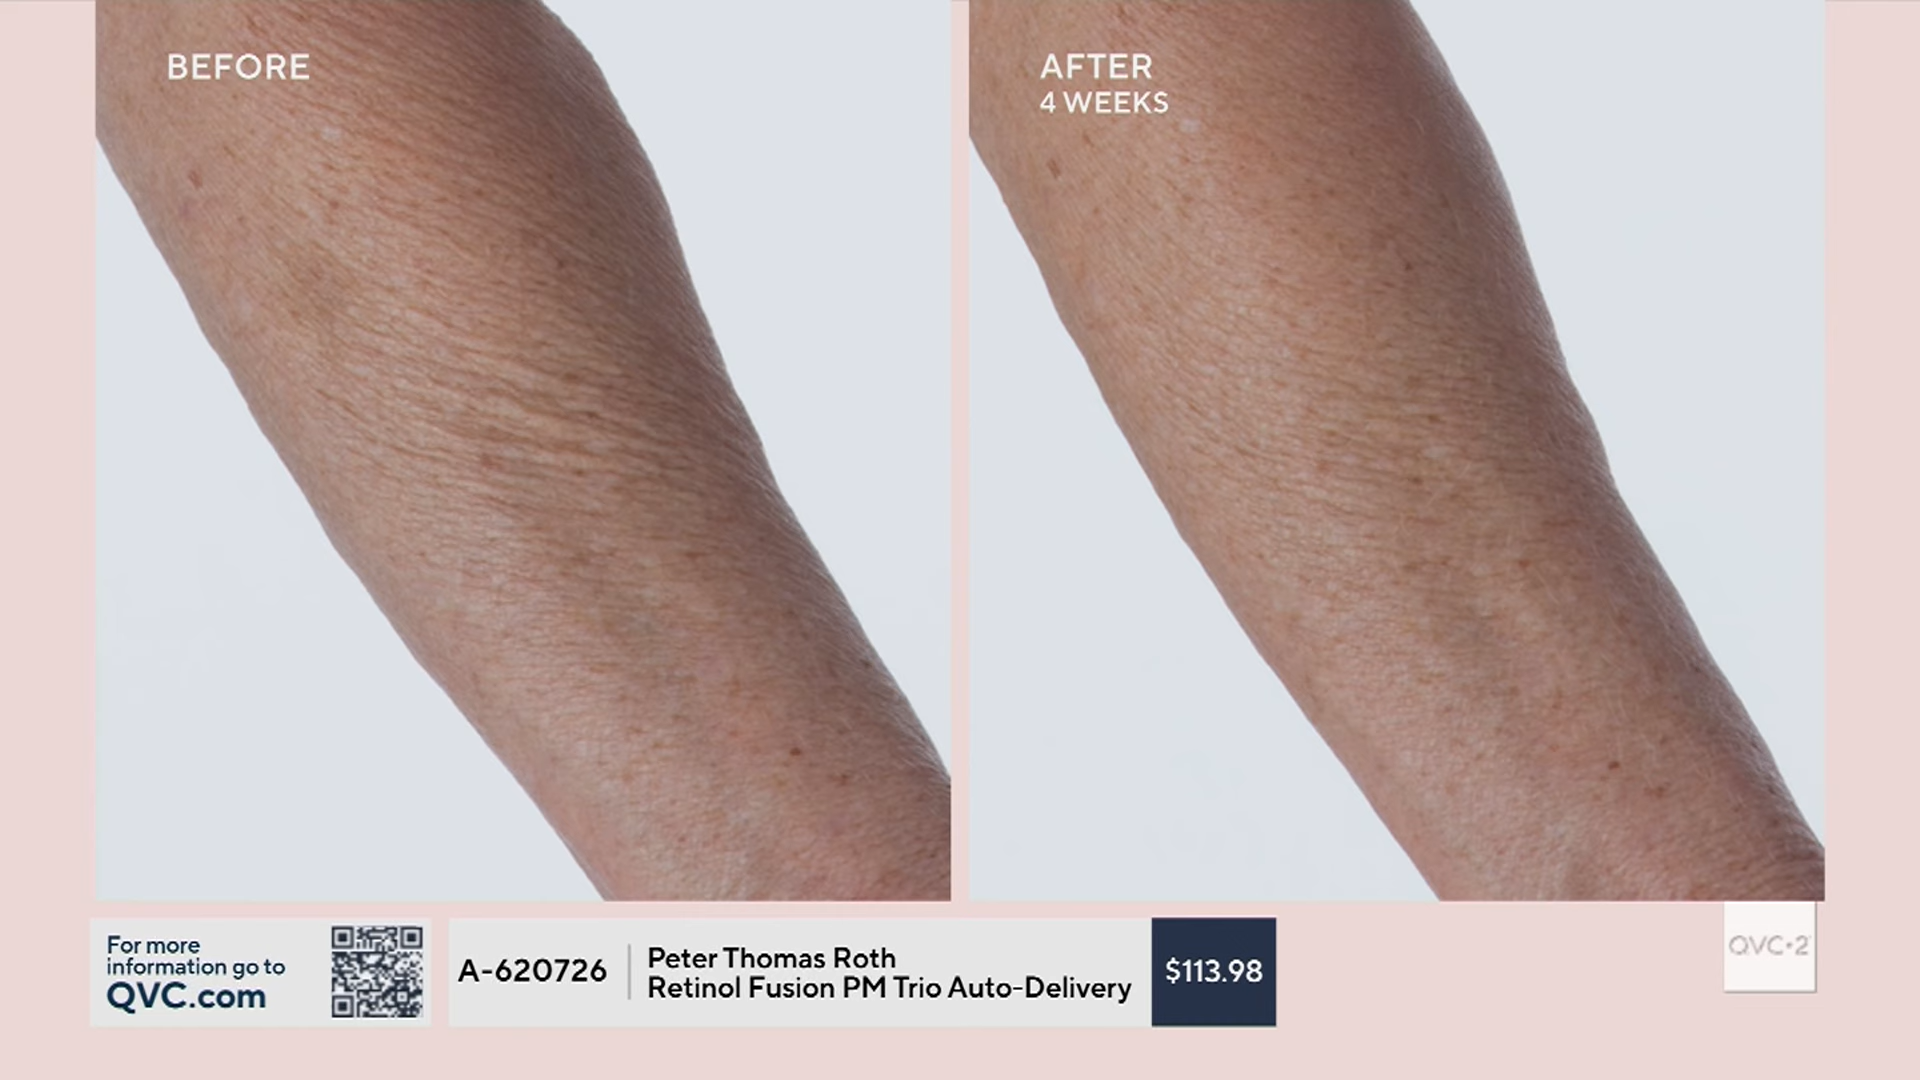 BEFORE
AFTER
4 WEEKS
For more
information go to
QVC.com
A-620726
Peter Thomas Roth
Retinol Fusion PM Trio Auto-Delivery
$113.98
QVC•2